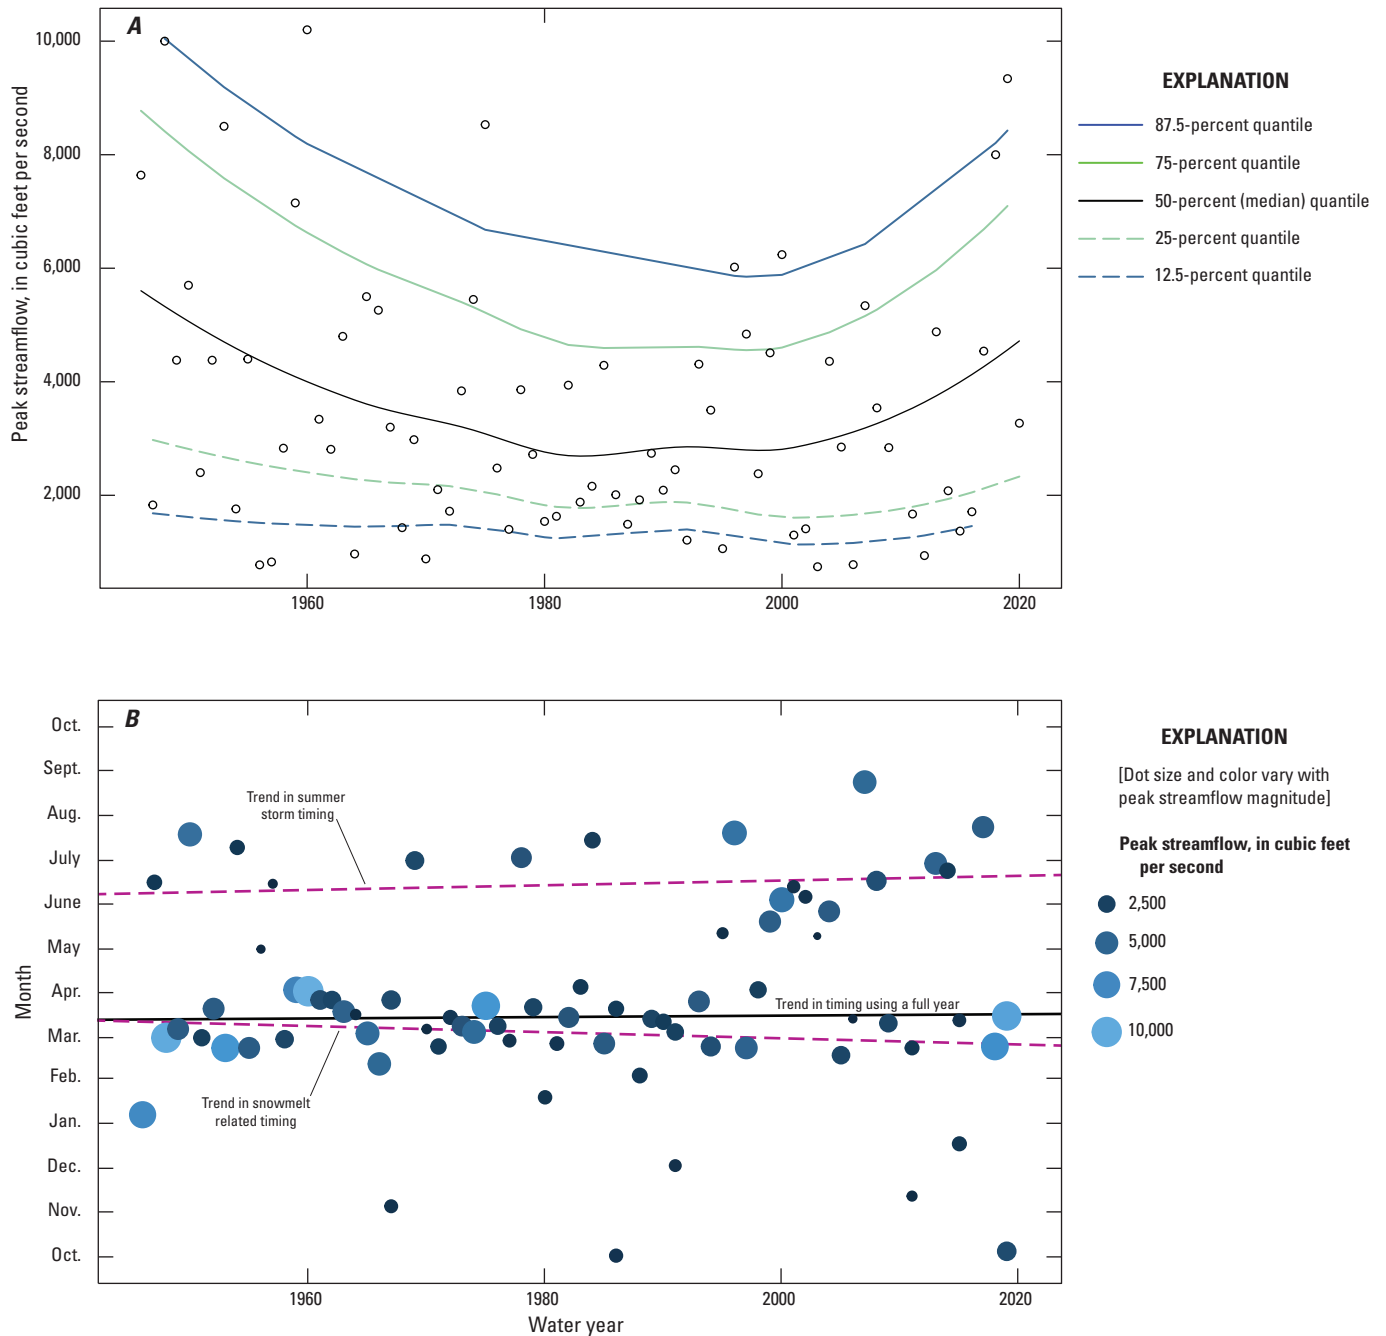 A
Peak streamflow, in cubic feet per second
10,000
8,000
6,000
4,000
2,000
1960
1980
2000
2020
EXPLANATION
87.5-percent quantile
75-percent quantile
50-percent (median) quantile
25-percent quantile
12.5-percent quantile
B
Month
Oct.
Sept.
Aug.
July
June
May
Apr.
Mar.
Feb.
Jan.
Dec.
Nov.
Oct.
Trend in summer
storm timing
Trend in timing using a full year
Trend in snowmelt
related timing
1960
1980
2000
2020
Water year
EXPLANATION
[Dot size and color vary with
peak streamflow magnitude]
Peak streamflow, in cubic feet
per second
2,500
5,000
7,500
10,000